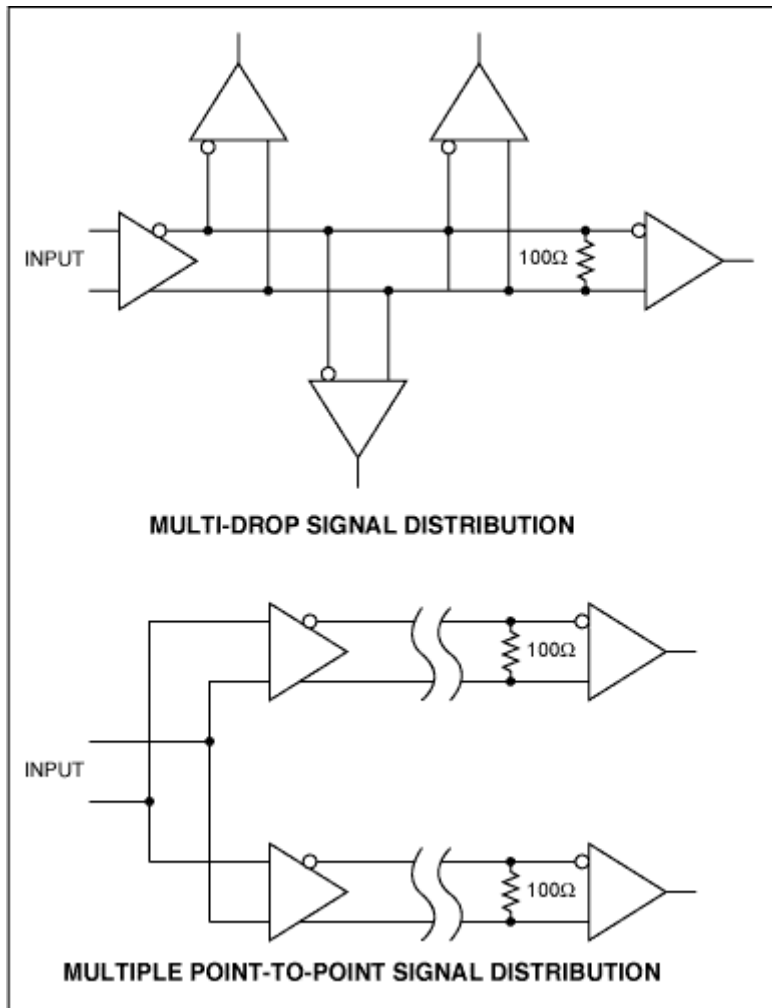 INPUT
100Ω
MULTI-DROP SIGNAL DISTRIBUTION
100Ω
INPUT
100Ω
MULTIPLE POINT-TO-POINT SIGNAL DISTRIBUTION